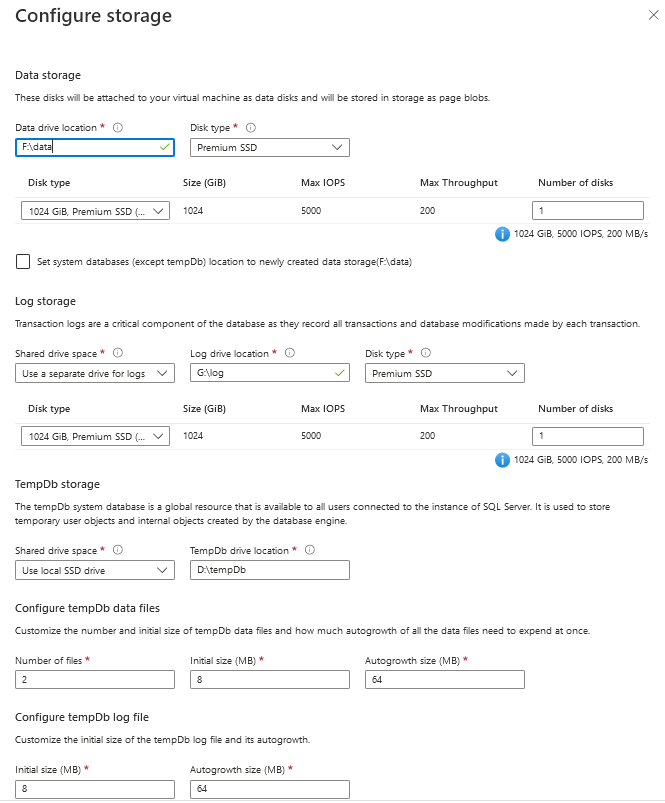 Configure storage
Data storage
These disks will be attached to your virtual machine as data disks and will be stored in storage as page blobs.
Data drive location * Disk type *
F:\data Premium SSD
Disk type Size (GiB) Max IOPS Max Throughput Number of disks
1024 GiB, Premium SSD (... 1024 5000 200 1
1024 GiB, 5000 IOPS, 200 MB/s
Set system databases (except tempDb) location to newly created data storage(F:\data)
Log storage
Transaction logs are a critical component of the database as they record all transactions and database modifications made by each transaction.
Shared drive space * Log drive location * Disk type *
Use a separate drive for logs G:\log Premium SSD
Disk type Size (GiB) Max IOPS Max Throughput Number of disks
1024 GiB, Premium SSD (... 1024 5000 200 1
1024 GiB, 5000 IOPS, 200 MB/s
TempDb storage
The tempDb system database is a global resource that is available to all users connected to the instance of SQL Server. It is used to store
temporary user objects and internal objects created by the database engine.
Shared drive space * TempDb drive location *
Use local SSD drive D:\tempDb
Configure tempDb data files
Customize the number and initial size of tempDb data files and how much autogrowth of all the data files need to expend at once.
Number of files * Initial size (MB) * Autogrowth size (MB) *
2 8 64
Configure tempDb log file
Customize the initial size of the tempDb log file and its autogrowth.
Initial size (MB) * Autogrowth size (MB) *
8 64